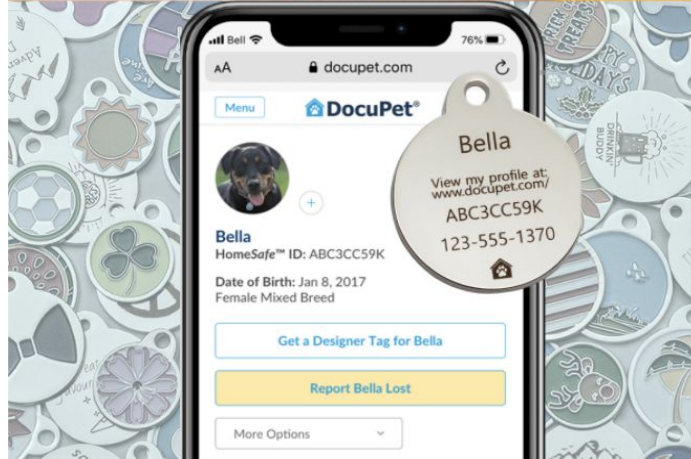 Bell
76%
AA
docupet.com
Menu
DocuPet®
Bella
HomeSafe™ ID: ABC3CC59K
Date of Birth: Jan 8, 2017
Female Mixed Breed
Get a Designer Tag for Bella
Report Bella Lost
More Options
Bella
View my profile at:
www.docupet.com/
ABC3CC59K
123-555-1370
TRICK OR
TREATS
HOLIDAYS
DRINKIN'
BUDDY